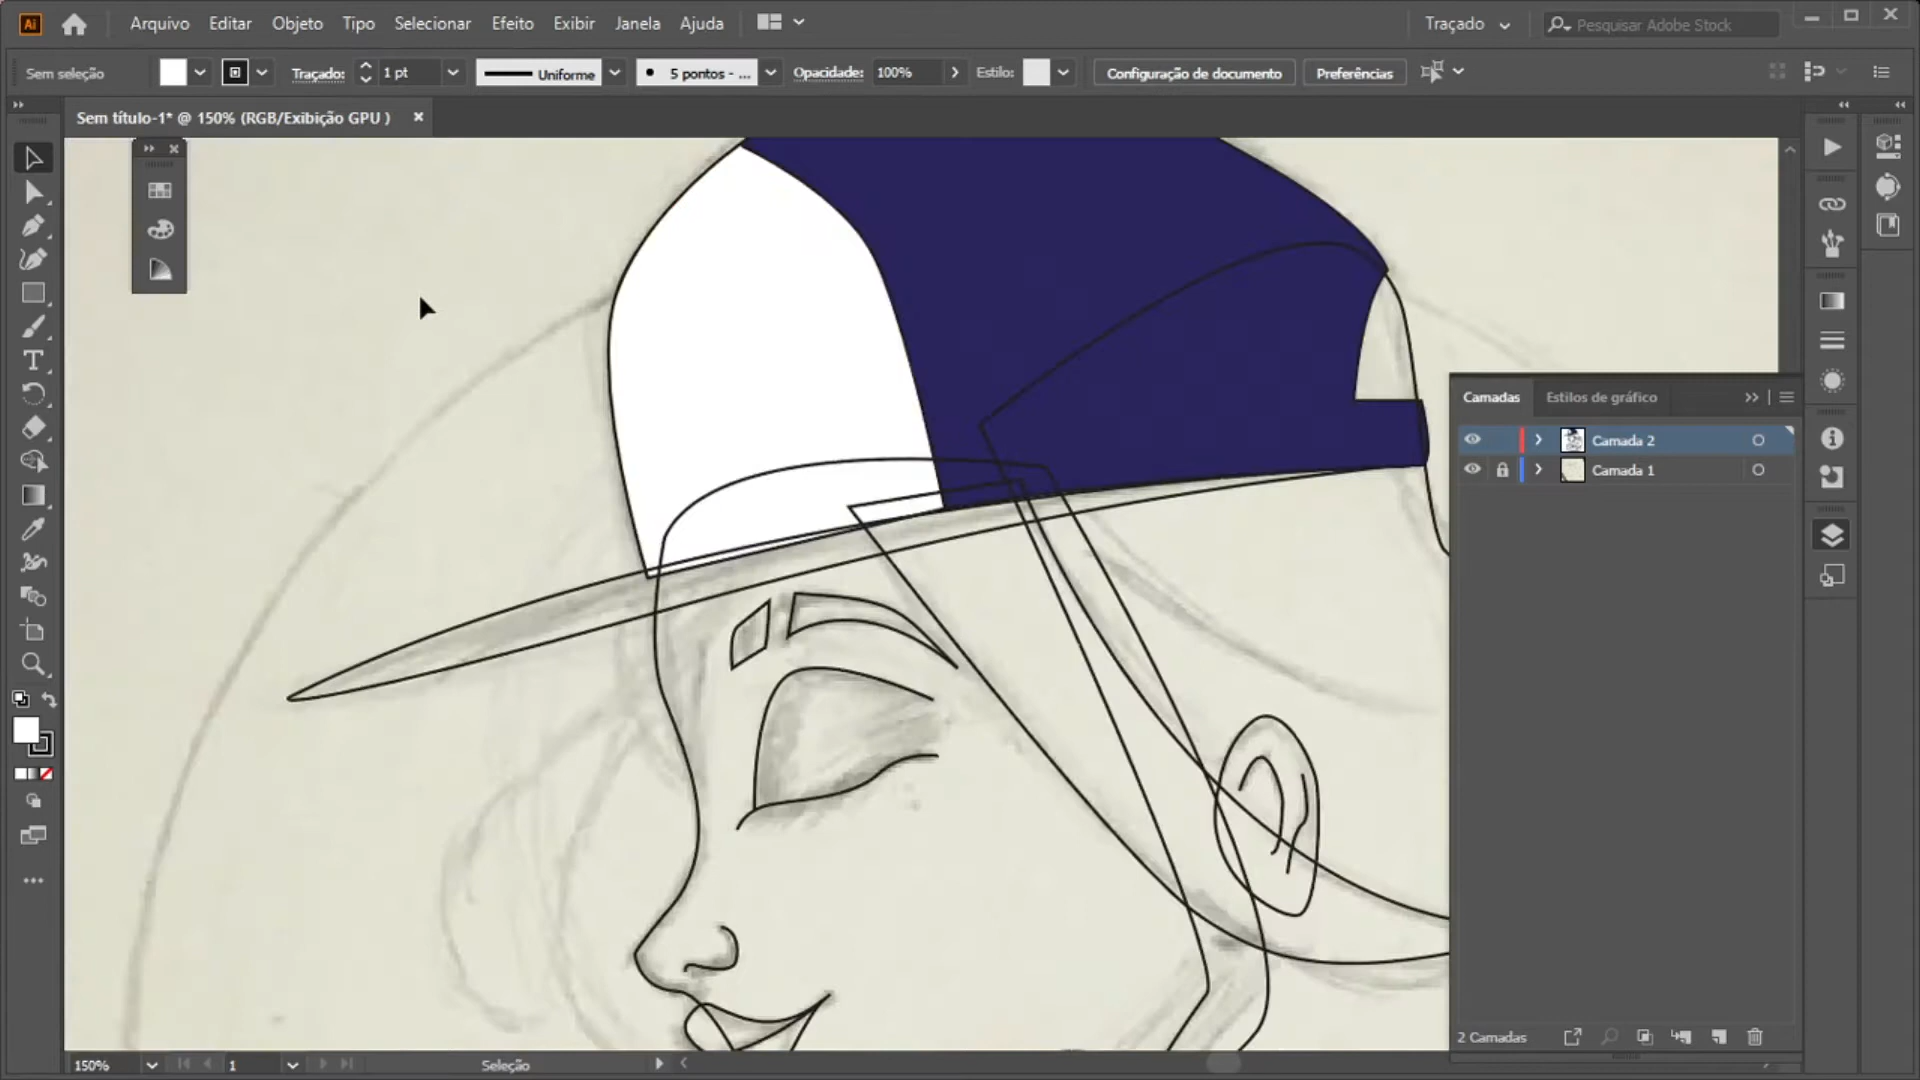 Ai Arquivo Editar Objeto Tipo Selecionar Efeito Exibir Janela Ajuda Traçado Pesquisar Adobe Stock
Sem seleção Traçado: 1 pt Uniforme 5 pontos - ... Opacidade: 100% Estilo: Configuração de documento Preferências
Sem título-1* @ 150% (RGB/Exibição GPU )
Camadas Estilos de gráfico
Camada 2
Camada 1
2 Camadas
150% 1 Seleção